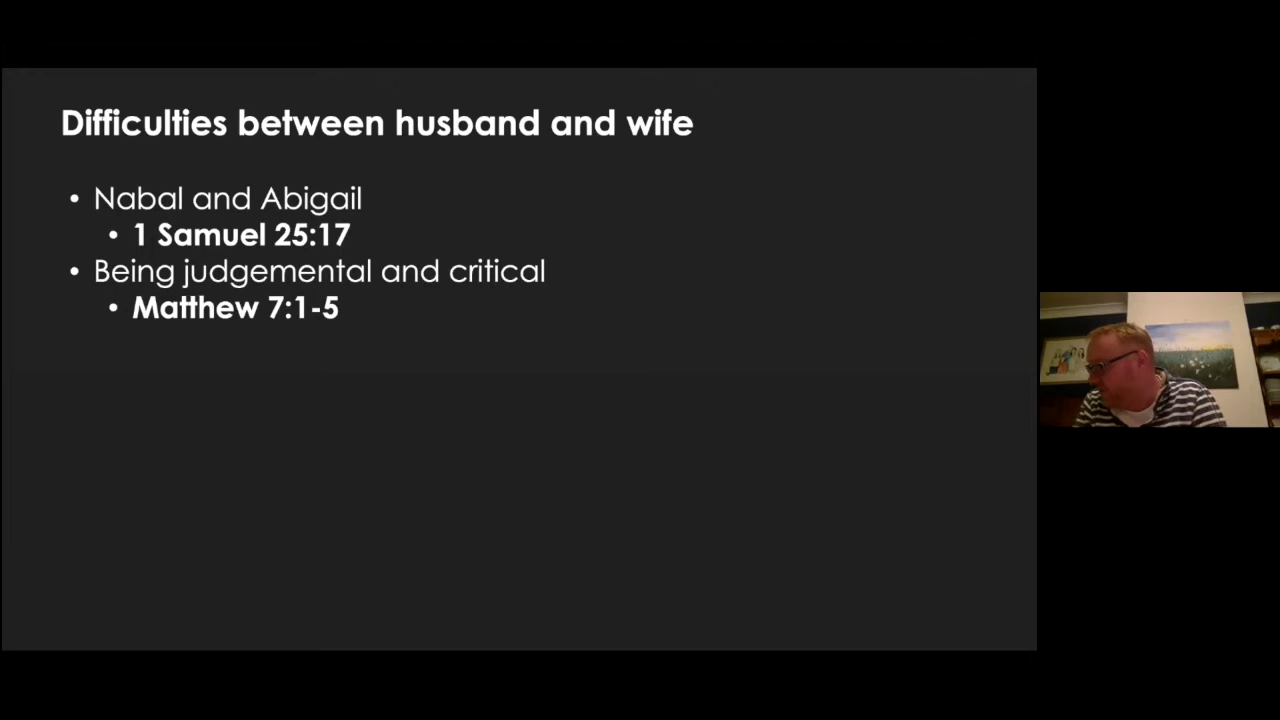 Difficulties between husband and wife
• Nabal and Abigail
• 1 Samuel 25:17
• Being judgemental and critical
• Matthew 7:1-5